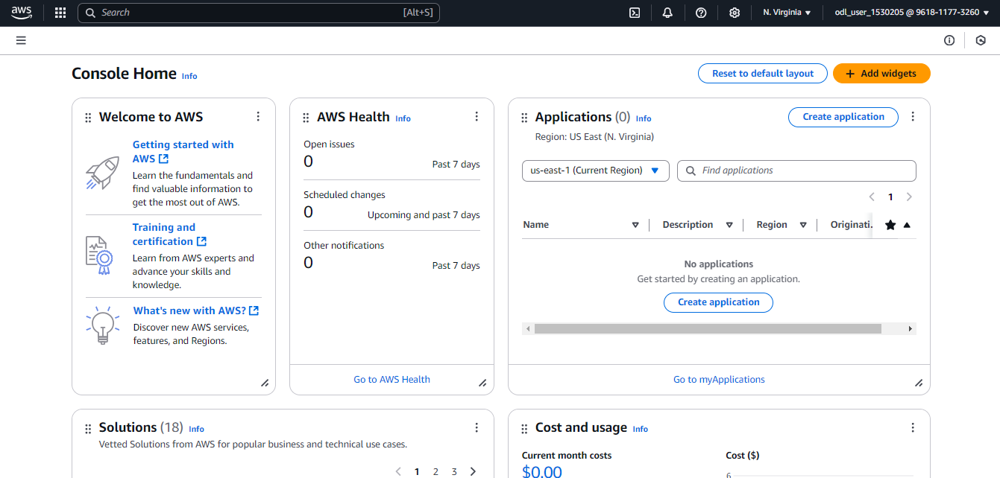 aws
Search [Alt+S]
N. Virginia
odl_user_1530205 @ 9618-1177-3260
Console Home Info
Reset to default layout
Add widgets
Welcome to AWS
Getting started with
AWS
Learn the fundamentals and
find valuable information to
get the most out of AWS.
Training and
certification
Learn from AWS experts and
advance your skills and
knowledge.
What's new with AWS?
Discover new AWS services,
features, and Regions.
AWS Health Info
Open issues
0
Past 7 days
Scheduled changes
0
Upcoming and past 7 days
Other notifications
0
Past 7 days
Go to AWS Health
Applications (0) Info
Create application
Region: US East (N. Virginia)
us-east-1 (Current Region)
Find applications
1
Name Description Region Originati.
No applications
Get started by creating an application.
Create application
Go to myApplications
Solutions (18) Info
Vetted Solutions from AWS for popular business and technical use cases.
1 2 3
Cost and usage Info
Current month costs
$0.00
Cost ($)
6